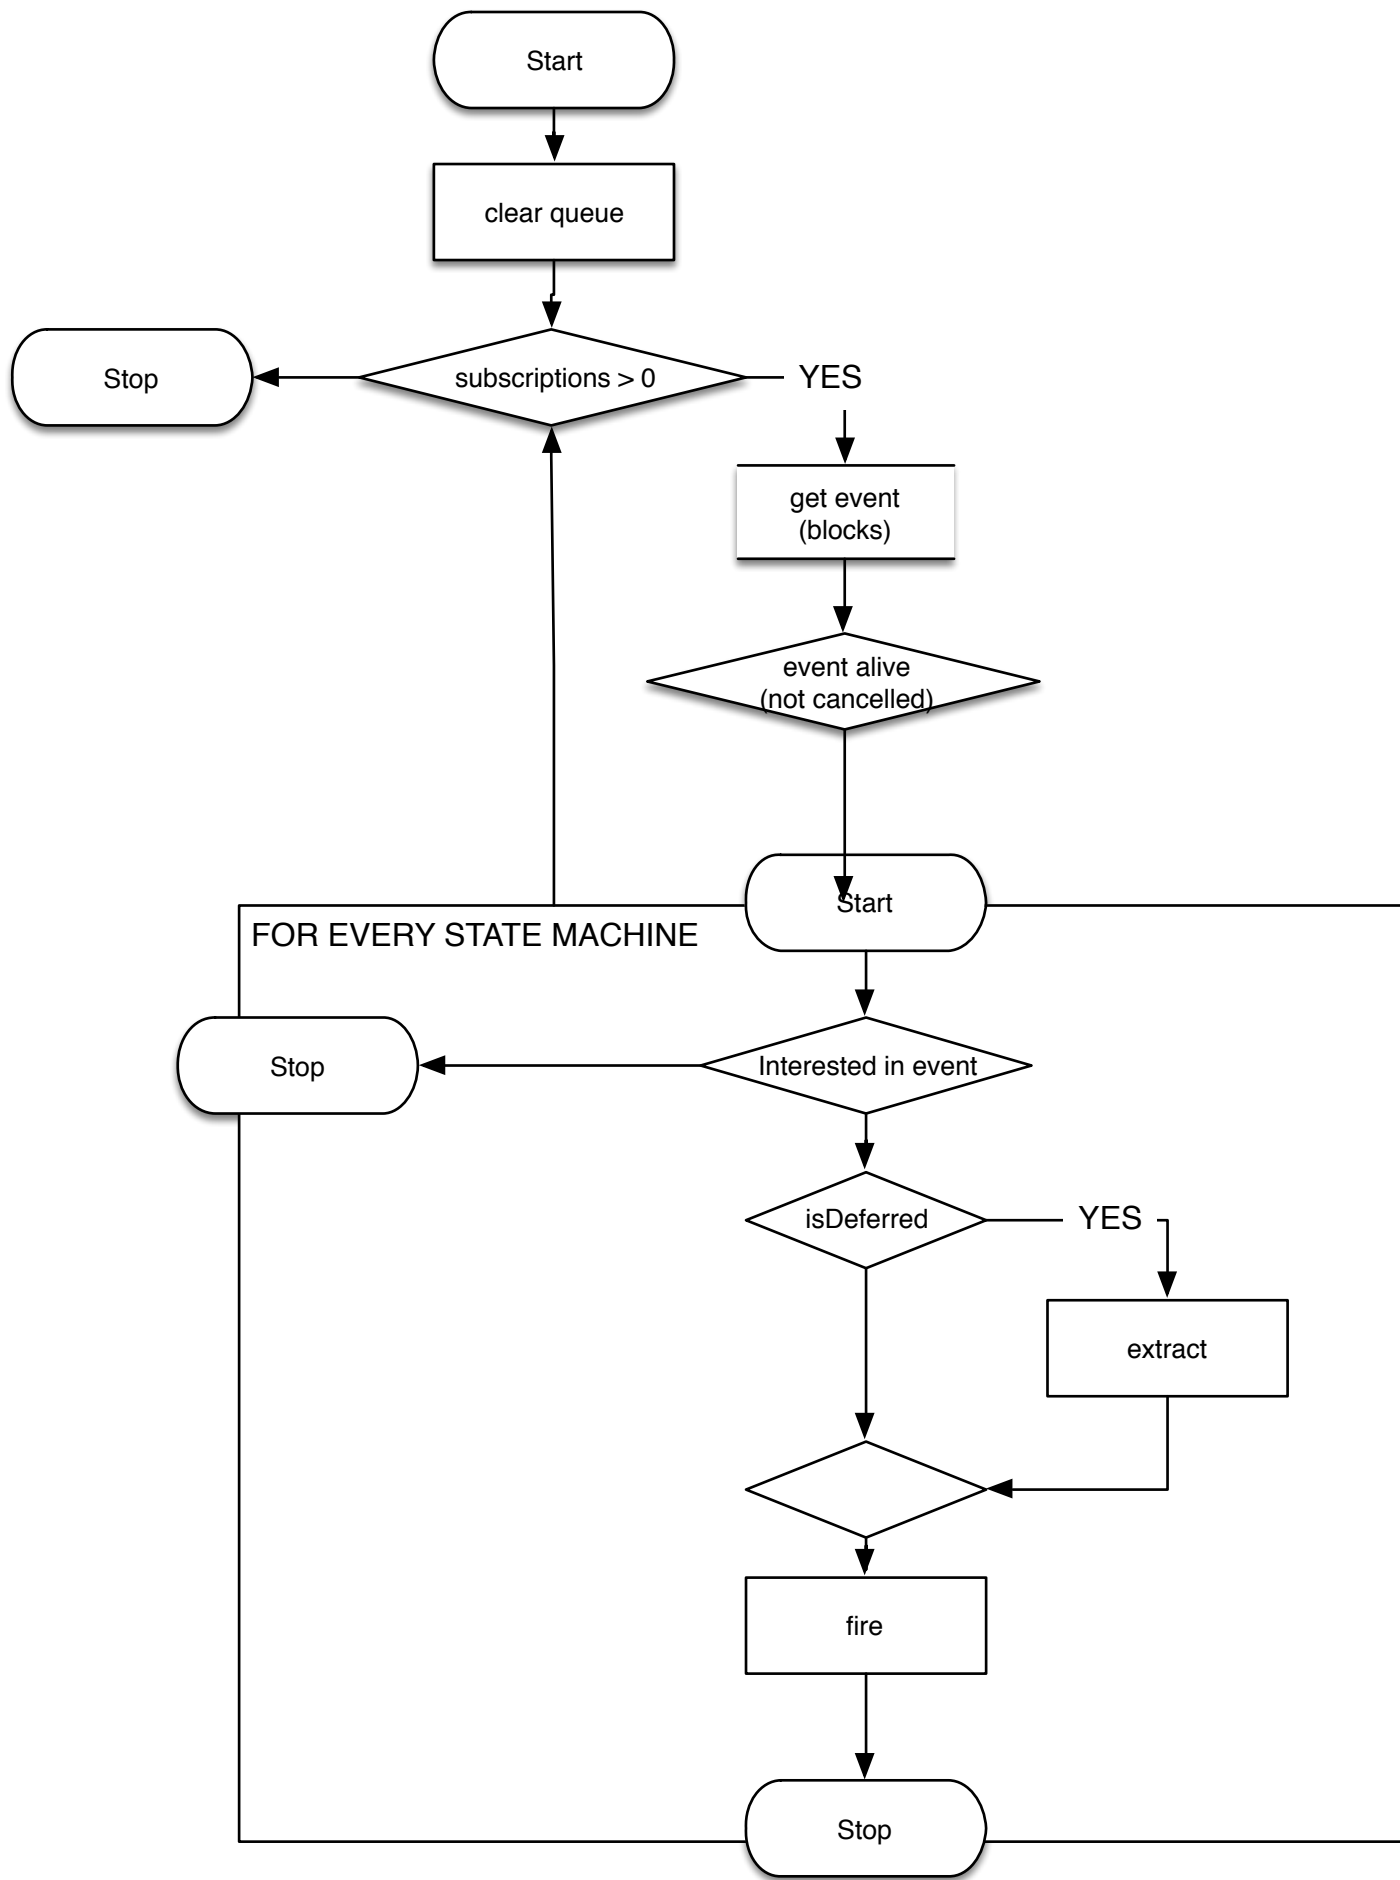 Start
clear queue
Stop
subscriptions > 0
YES
get event
(blocks)
event alive
(not cancelled)
Start
FOR EVERY STATE MACHINE
Stop
Interested in event
isDeferred
YES
extract
fire
Stop